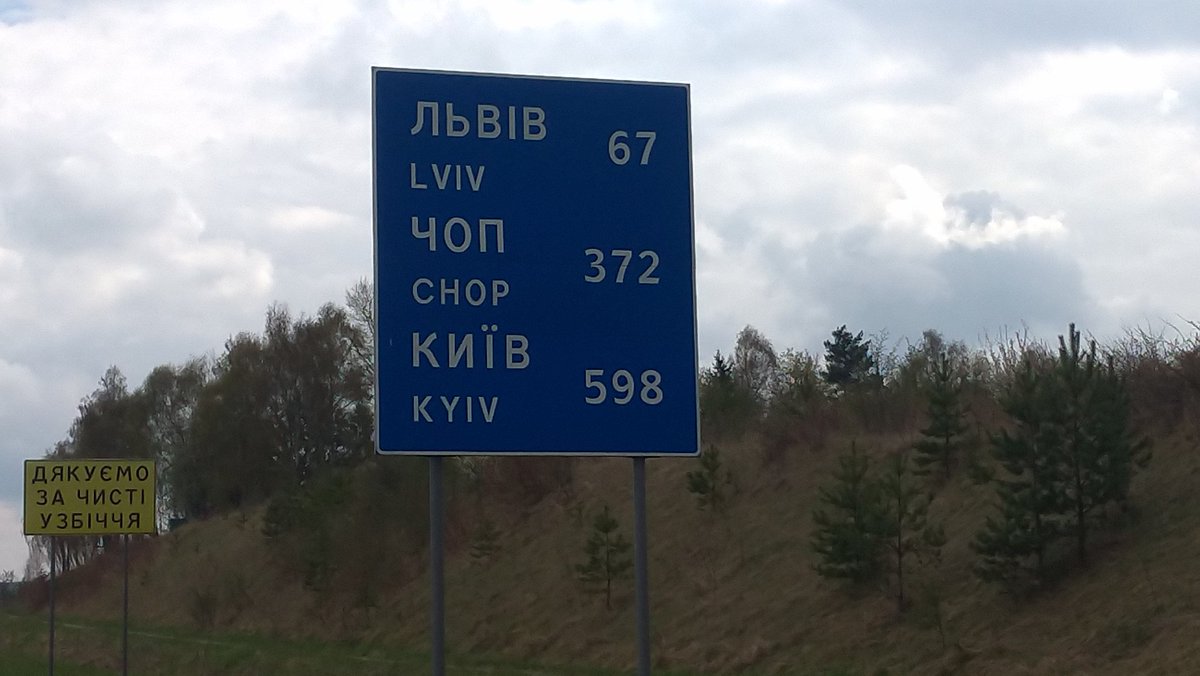 ЛЬВІВ 67
LVIV
ЧОП 372
CHOP
КИЇВ 598
KYIV
ДЯКУЄМО
ЗА ЧИСТІ
УЗБІЧЧЯ